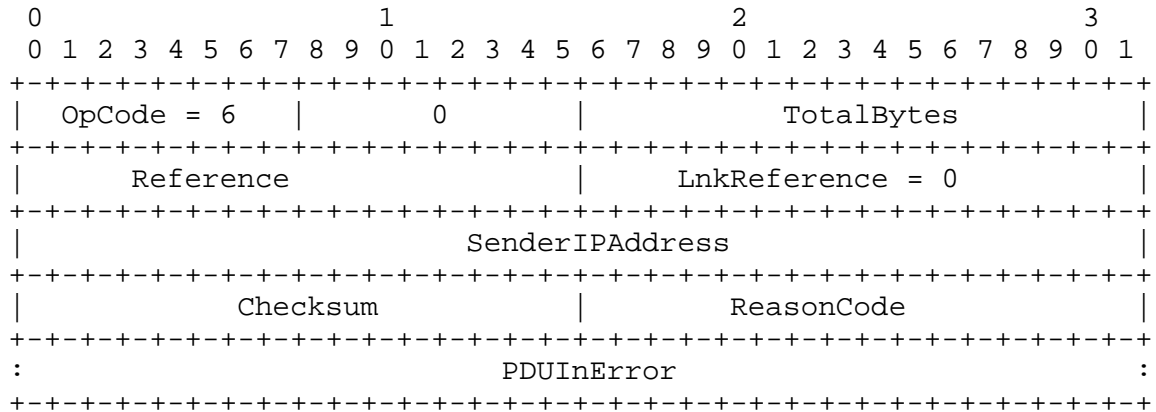 0                   1                   2                   3
 0 1 2 3 4 5 6 7 8 9 0 1 2 3 4 5 6 7 8 9 0 1 2 3 4 5 6 7 8 9 0 1
+-+-+-+-+-+-+-+-+-+-+-+-+-+-+-+-+-+-+-+-+-+-+-+-+-+-+-+-+-+-+-+-+
|  OpCode = 6   |       0       |           TotalBytes          |
+-+-+-+-+-+-+-+-+-+-+-+-+-+-+-+-+-+-+-+-+-+-+-+-+-+-+-+-+-+-+-+-+
|      Reference                |     LnkReference = 0          |
+-+-+-+-+-+-+-+-+-+-+-+-+-+-+-+-+-+-+-+-+-+-+-+-+-+-+-+-+-+-+-+-+
|                         SenderIPAddress                       |
+-+-+-+-+-+-+-+-+-+-+-+-+-+-+-+-+-+-+-+-+-+-+-+-+-+-+-+-+-+-+-+-+
|            Checksum           |        ReasonCode             |
+-+-+-+-+-+-+-+-+-+-+-+-+-+-+-+-+-+-+-+-+-+-+-+-+-+-+-+-+-+-+-+-+
:                           PDUInError                          :
+-+-+-+-+-+-+-+-+-+-+-+-+-+-+-+-+-+-+-+-+-+-+-+-+-+-+-+-+-+-+-+-+